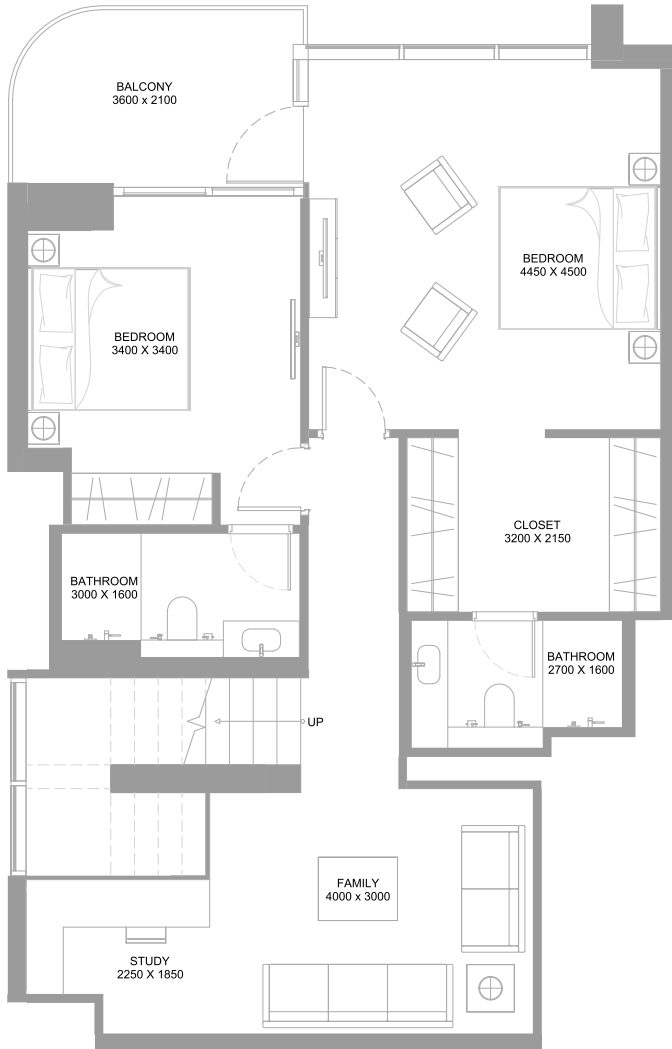 BALCONY
3600 x 2100
BEDROOM
4450 X 4500
BEDROOM
3400 X 3400
CLOSET
3200 X 2150
BATHROOM
3000 X 1600
BATHROOM
2700 X 1600
UP
FAMILY
4000 x 3000
STUDY
2250 X 1850